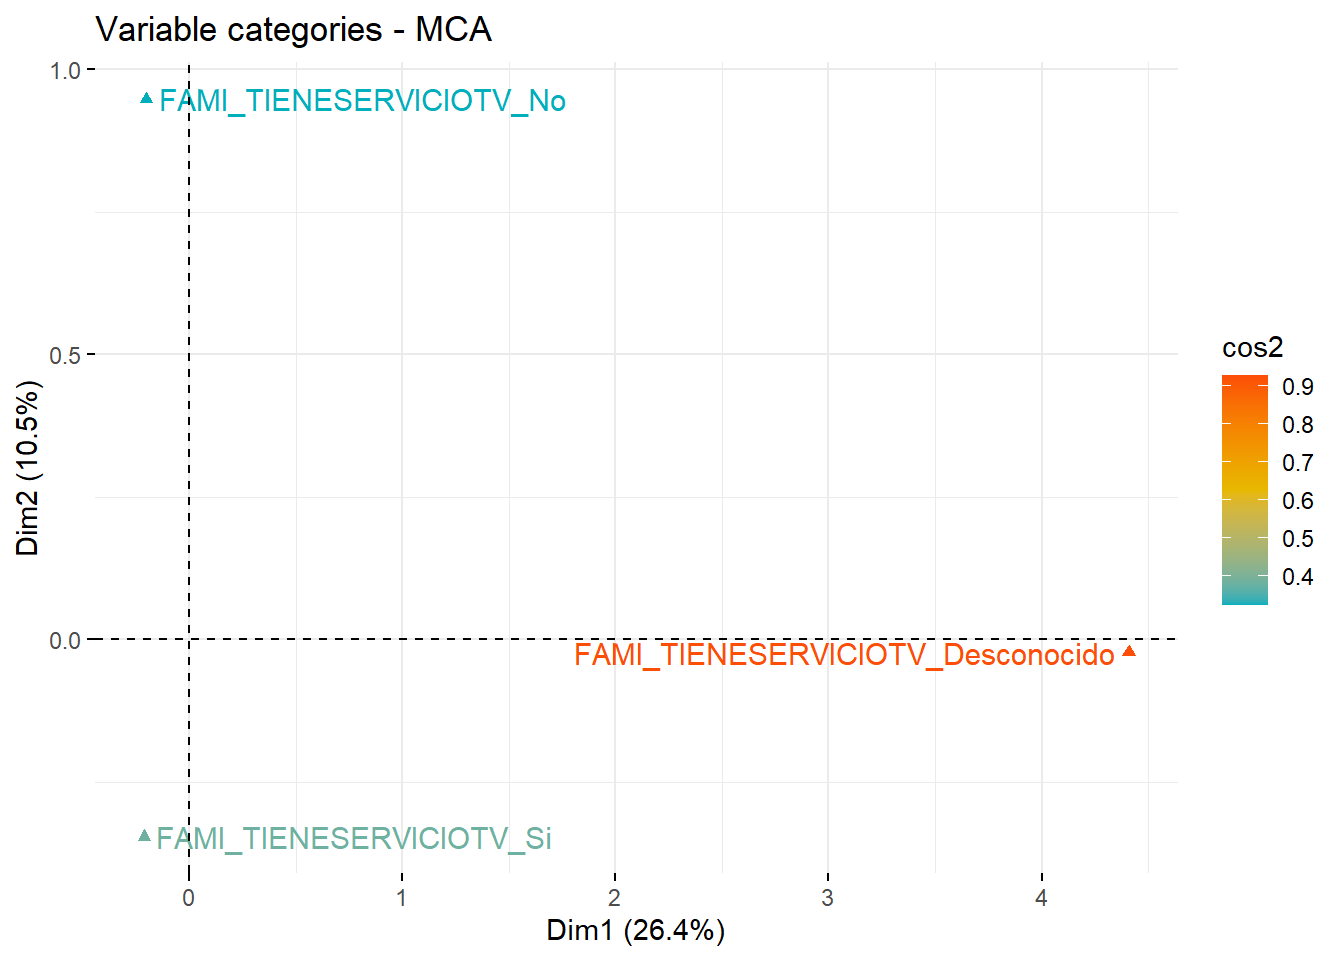 Variable categories - MCA
1.0
FAMI_TIENESERVICIOTV_No
0.5
Dim2 (10.5%)
0.0
FAMI_TIENESERVICIOTV_Desconocido
FAMI_TIENESERVICIOTV_Si
0 1 2 3 4
Dim1 (26.4%)
cos2
0.9
0.8
0.7
0.6
0.5
0.4